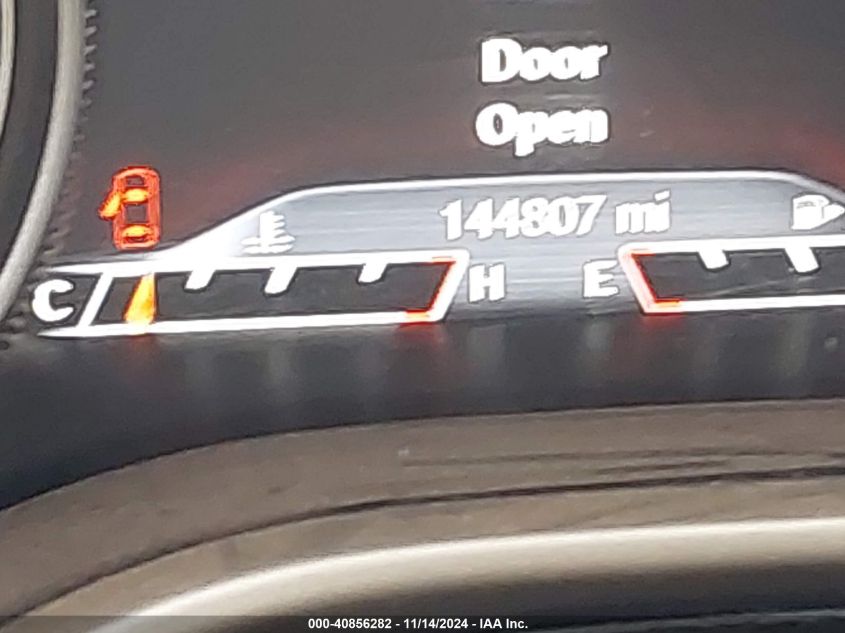 Door
Open
144807 mi
C H E
000-40856282 - 11/14/2024 - IAA Inc.